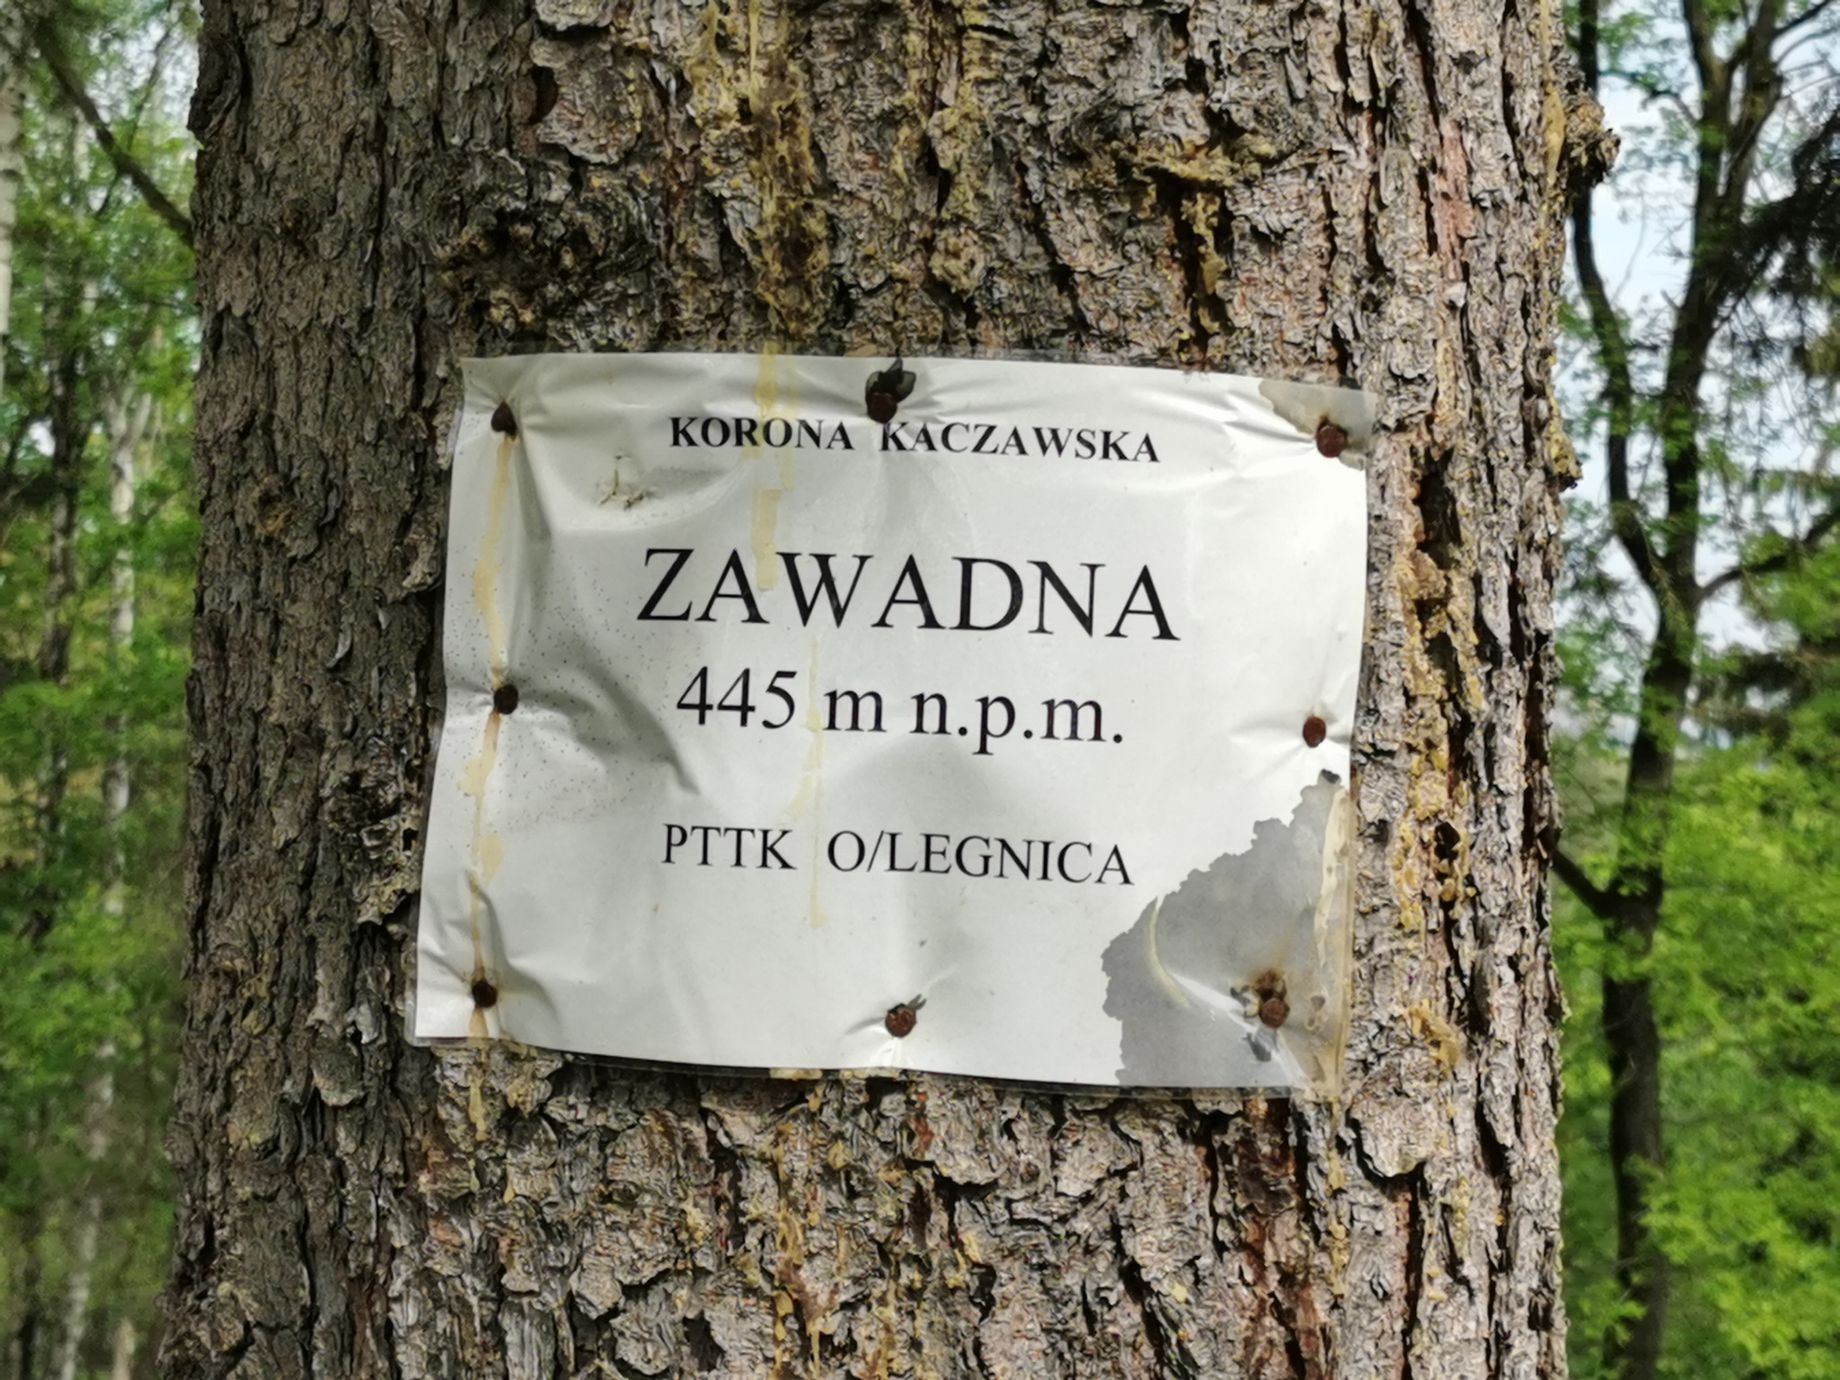 KORONA KACZAWSKA
ZAWADNA
445 m n.p.m.
PTTK O/LEGNICA